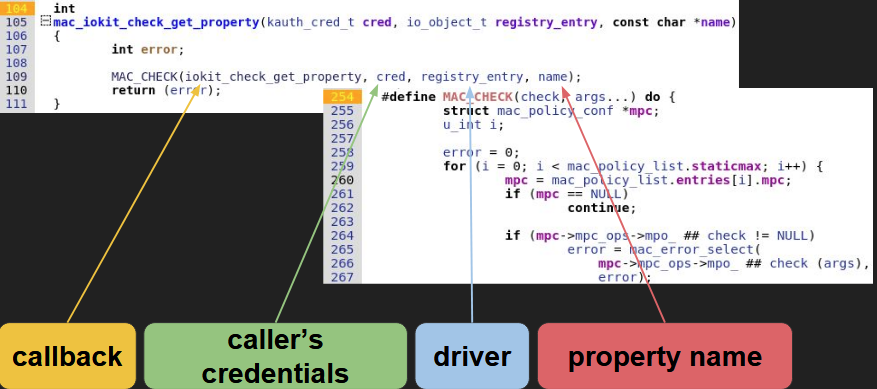 104 int
105 mac_iokit_check_get_property(kauth_cred_t cred, io_object_t registry_entry, const char *name)
106 {
107 int error;
108
109 MAC_CHECK(iokit_check_get_property, cred, registry_entry, name);
110 return (error);
111 }
254 #define MAC_CHECK(check, args...) do {
255 struct mac_policy_conf *mpc;
256 u_int i;
257
258 error = 0;
259 for (i = 0; i < mac_policy_list.staticmax; i++) {
260 mpc = mac_policy_list.entries[i].mpc;
261 if (mpc == NULL)
262 continue;
263
264 if (mpc->mpc_ops->mpo_ ## check != NULL)
265 error = mac_error_select(
266 mpc->mpc_ops->mpo_ ## check (args),
267 error);
callback
caller's
credentials
driver
property name